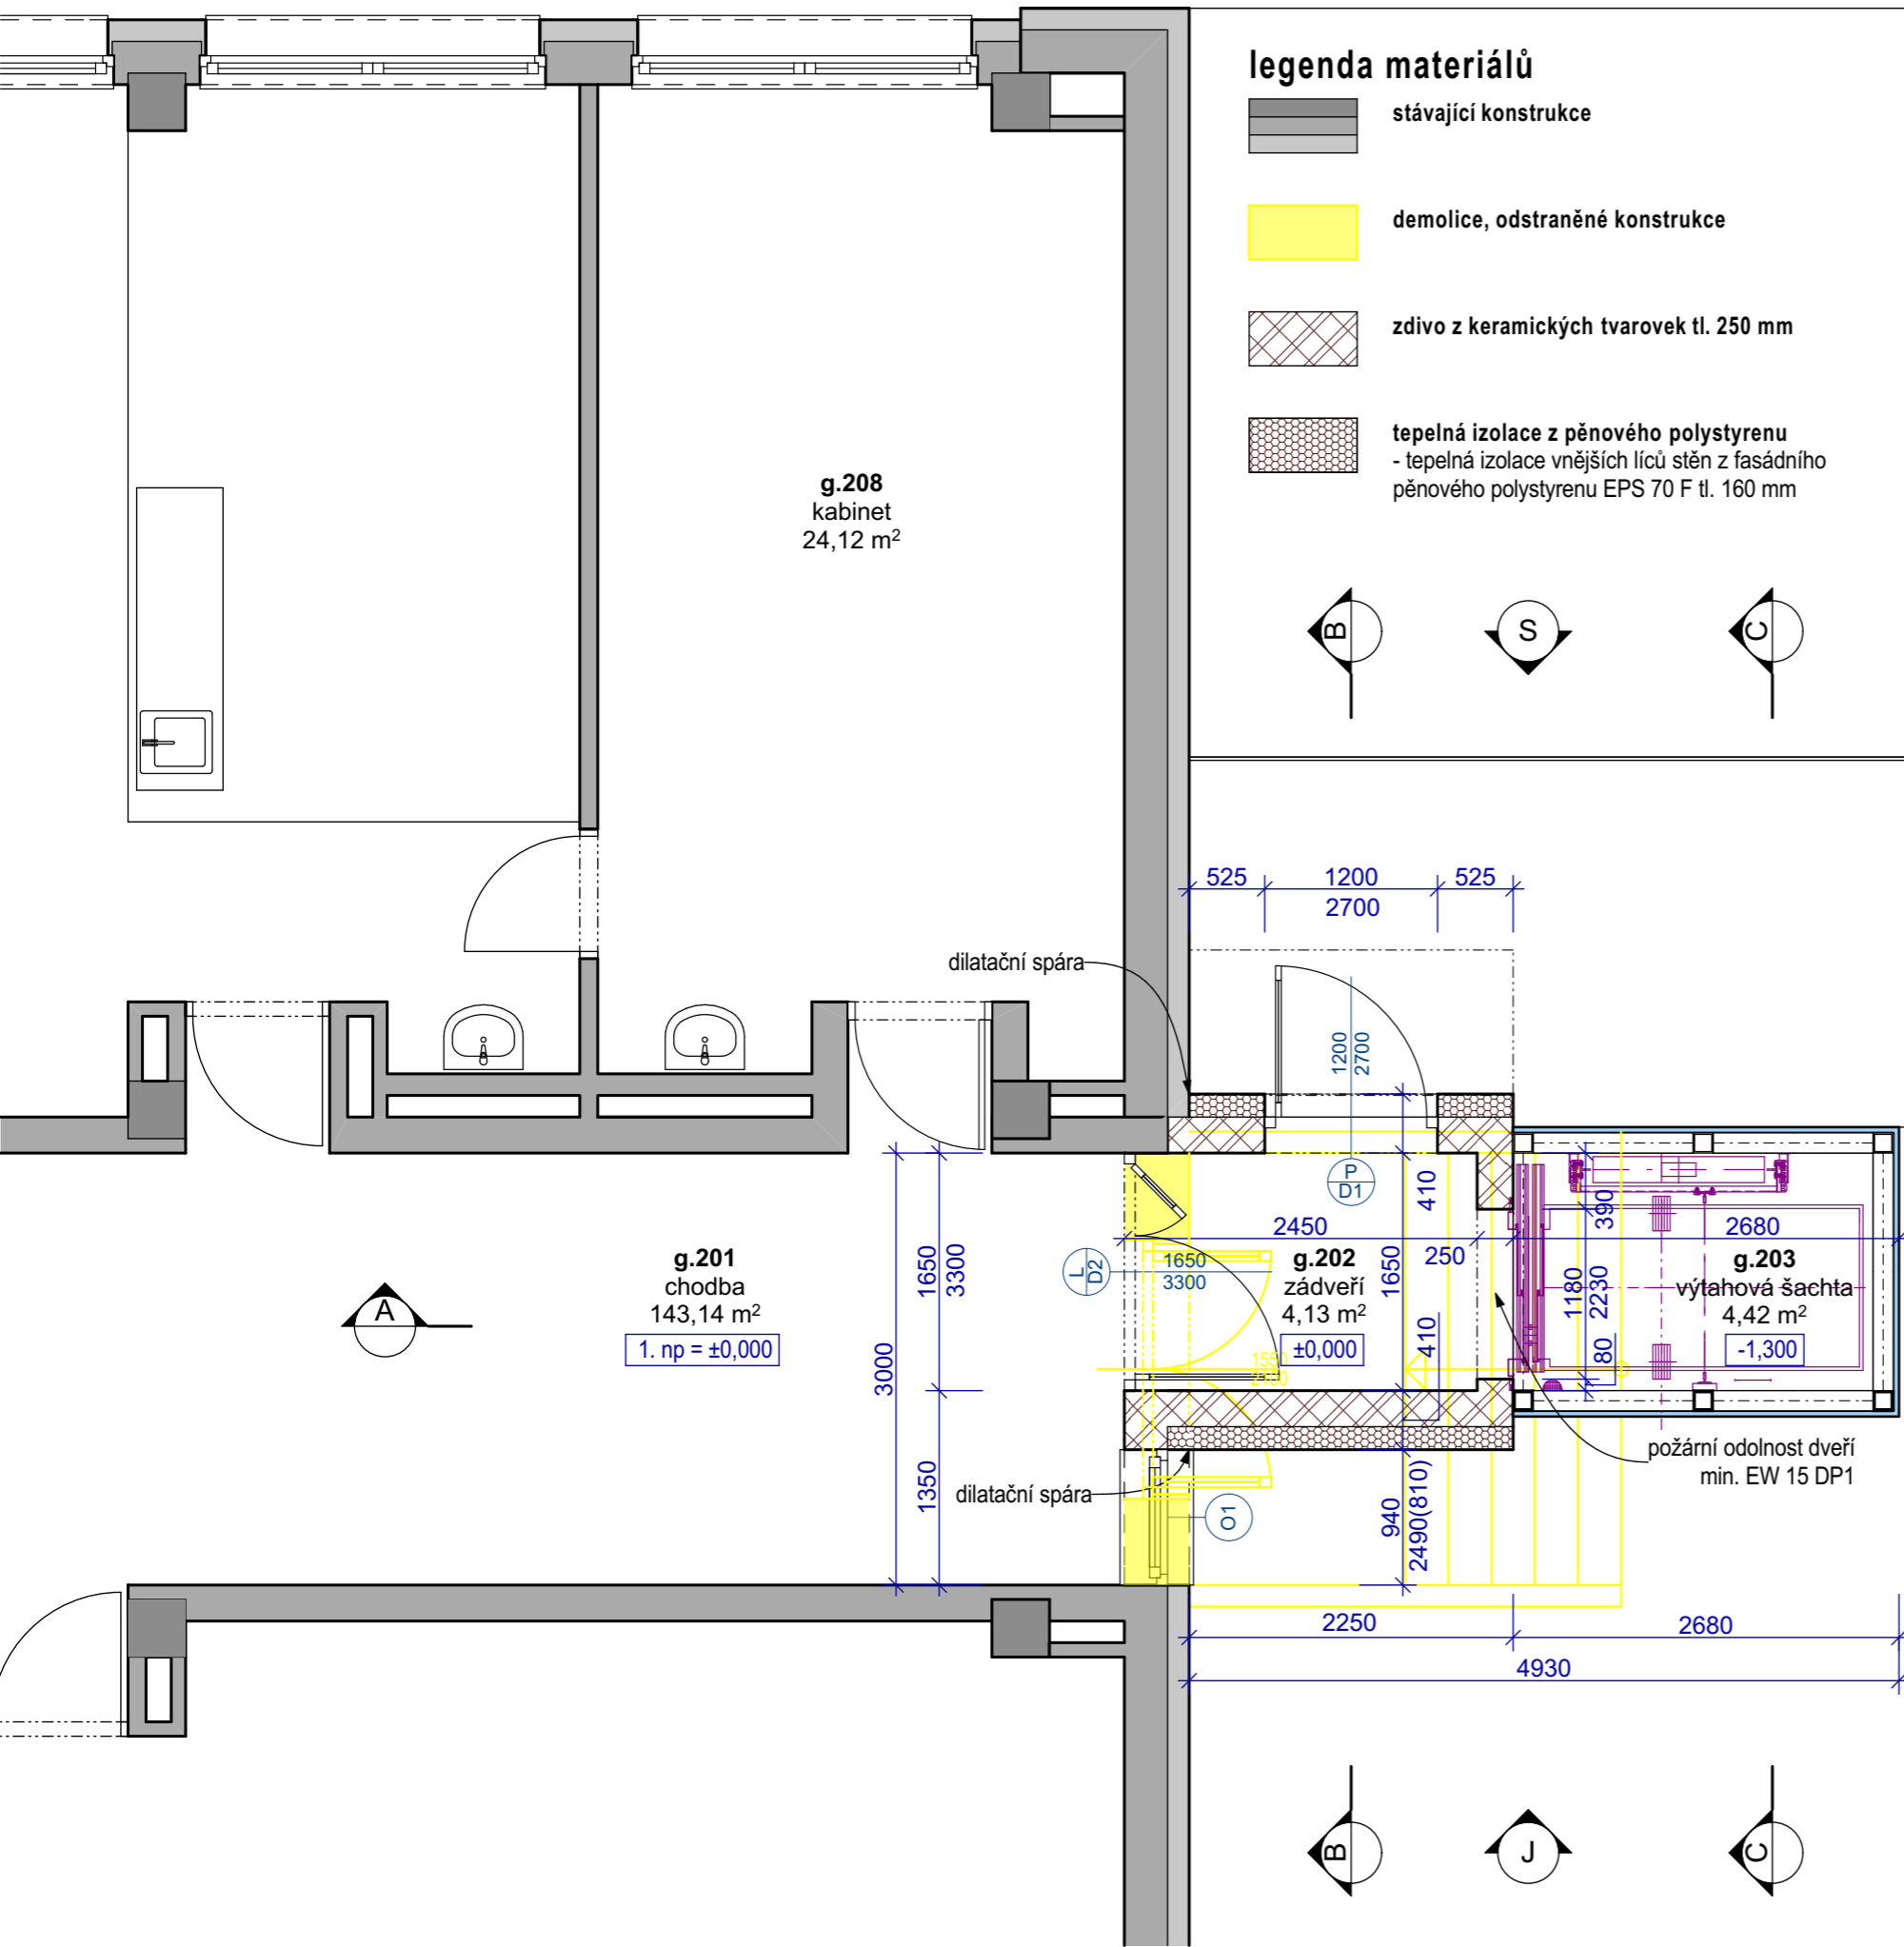 legenda materiálů
stávající konstrukce
demolice, odstraněné konstrukce
zdivo z keramických tvarovek tl. 250 mm
tepelná izolace z pěnového polystyrenu
- tepelná izolace vnějších líců stěn z fasádního
pěnového polystyrenu EPS 70 F tl. 160 mm
g.208
kabinet
24,12 m²
B
S
C
525
1200
525
2700
dilatační spára
1200
2700
P
D1
410
390
2450
2680
250
1650
3300
L
D2
1650
3300
g.201
chodba
143,14 m²
1. np = ±0,000
A
g.202
zádveří
4,13 m²
±0,000
1650
1180
2230
g.203
výtahová šachta
4,42 m²
-1,300
410
80
1550
2100
3000
1350
dilatační spára
O1
940
2490(810)
požární odolnost dveří
min. EW 15 DP1
2250
2680
4930
B
J
C